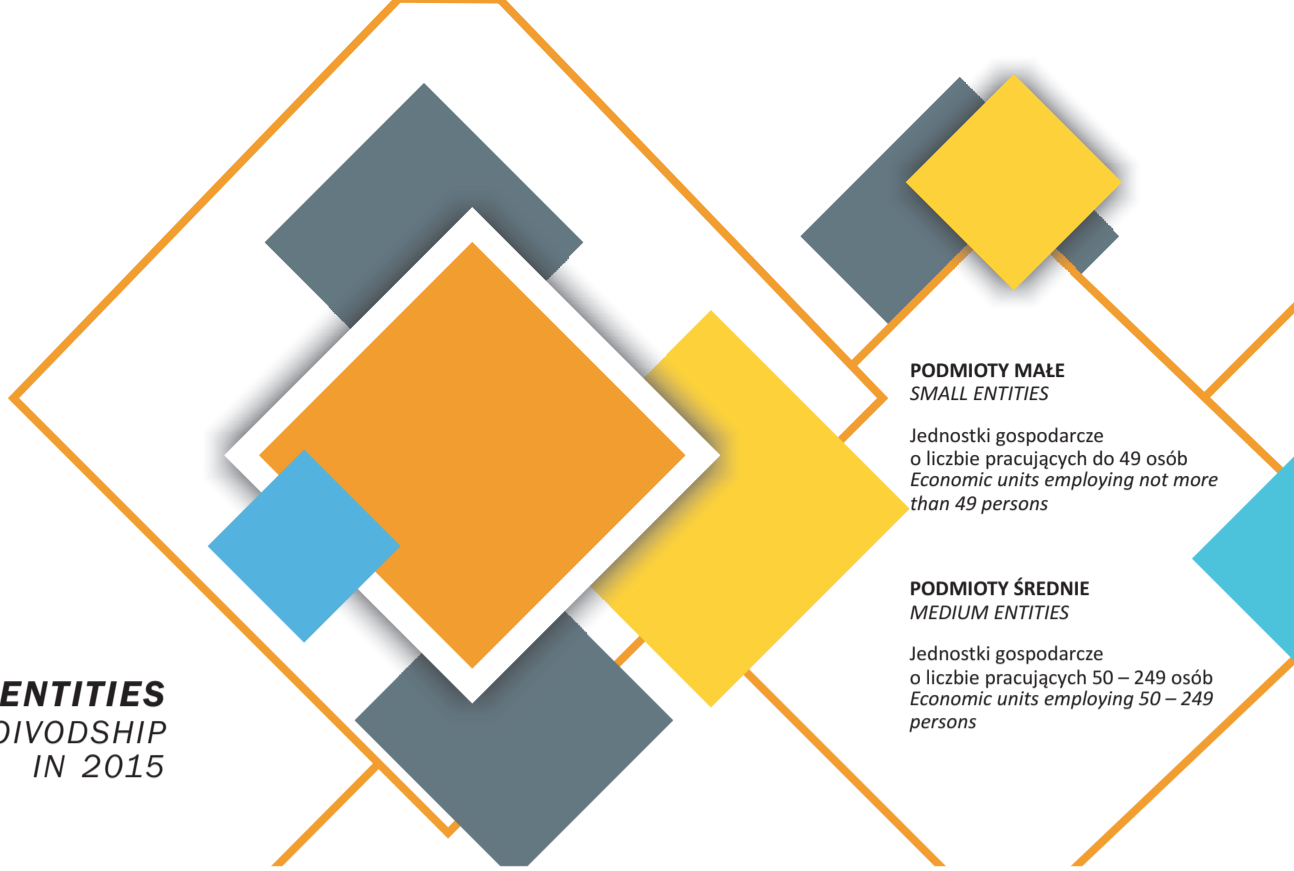 PODMIOTY MAŁE
SMALL ENTITIES
Jednostki gospodarcze
o liczbie pracujących do 49 osób
Economic units employing not more
than 49 persons
PODMIOTY ŚREDNIE
MEDIUM ENTITIES
Jednostki gospodarcze
o liczbie pracujących 50 – 249 osób
Economic units employing 50 – 249
persons
ENTITIES
OIVODSHIP
IN 2015